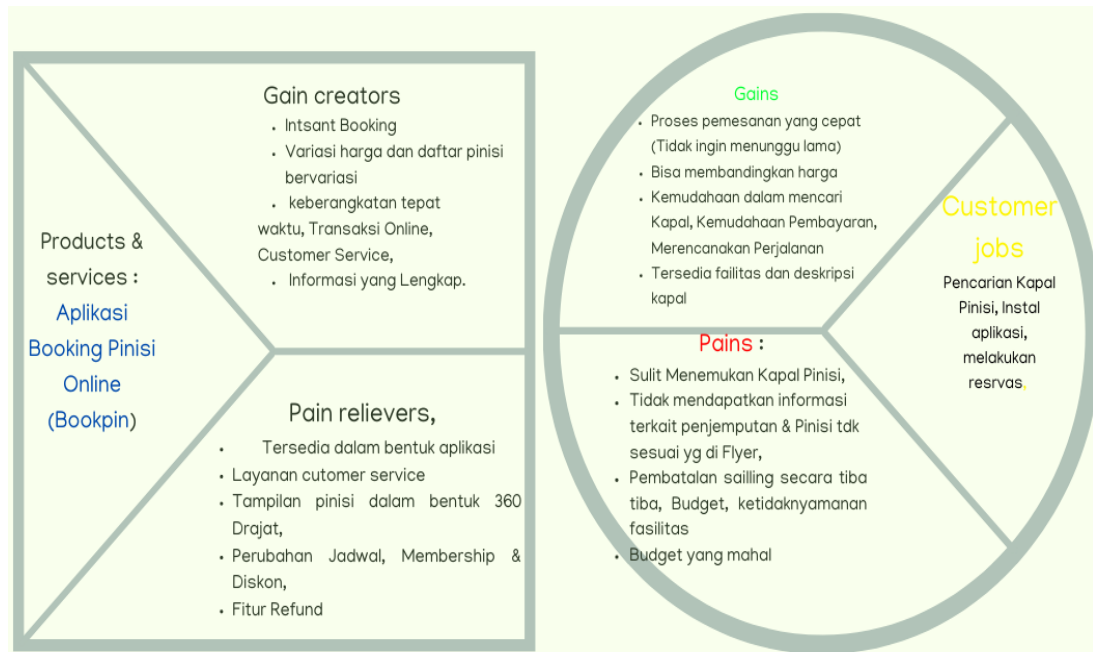 Gain creators
• Intsant Booking
• Variasi harga dan daftar pinisi
bervariasi
• keberangkatan tepat
waktu, Transaksi Online,
Customer Service,
• Informasi yang Lengkap.
Products &
services :
Aplikasi
Booking Pinisi
Online
(Bookpin)
Pain relievers,
• Tersedia dalam bentuk aplikasi
• Layanan cutomer service
• Tampilan pinisi dalam bentuk 360
Drajat,
• Perubahan Jadwal, Membership &
Diskon,
• Fitur Refund
Gains
• Proses pemesanan yang cepat
(Tidak ingin menunggu lama)
• Bisa membandingkan harga
• Kemudahaan dalam mencari
Kapal, Kemudahaan Pembayaran,
Merencanakan Perjalanan
• Tersedia failitas dan deskripsi
kapal
Customer
jobs
Pencarian Kapal
Pinisi, Instal
aplikasi,
melakukan
resrvas.
Pains :
• Sulit Menemukan Kapal Pinisi,
• Tidak mendapatkan informasi
terkait penjemputan & Pinisi tdk
sesuai yg di Flyer,
• Pembatalan sailling secara tiba
tiba, Budget, ketidaknyamanan
fasilitas
• Budget yang mahal